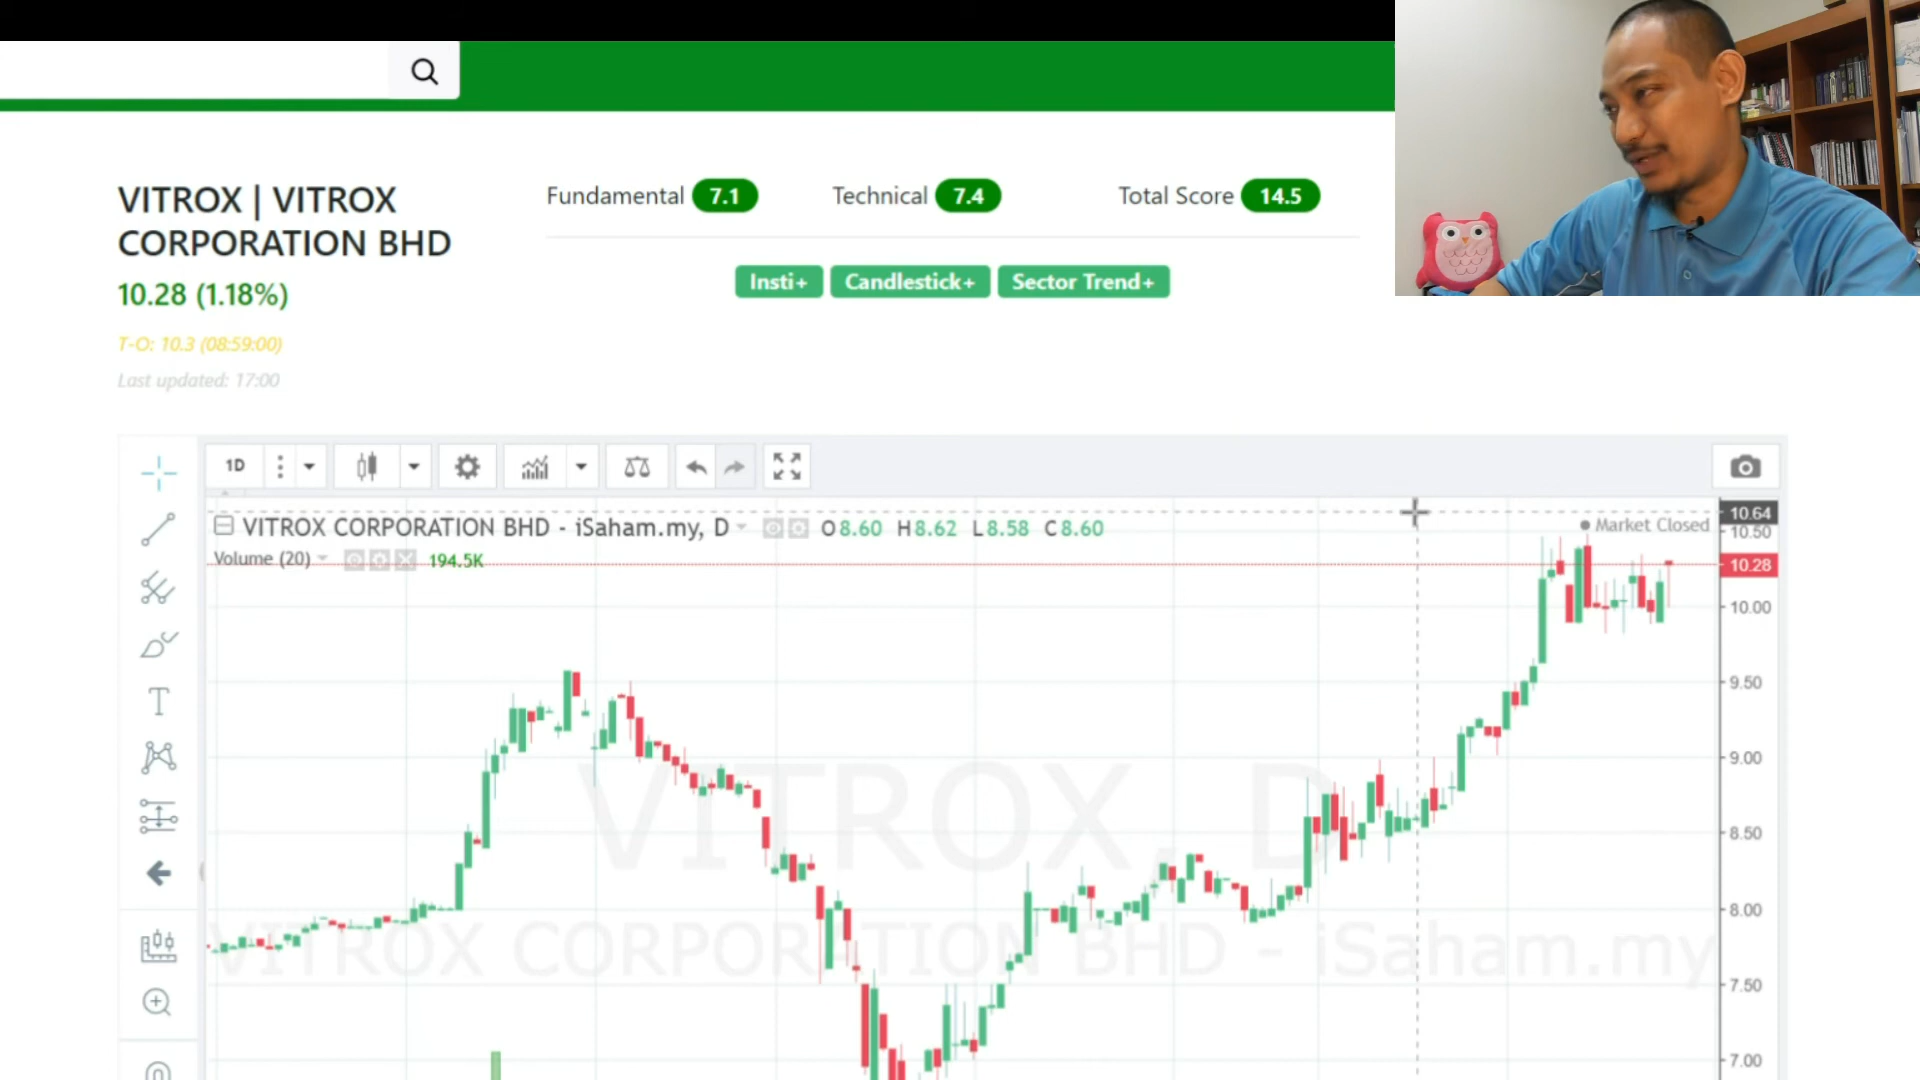 VITROX | VITROX
CORPORATION BHD
10.28 (1.18%)
T-O: 10.3 (08:59:00)
Last updated: 17:00
Fundamental 7.1 Technical 7.4 Total Score 14.5
Insti+ Candlestick+ Sector Trend+
1D
VITROX CORPORATION BHD - iSaham.my, D O 8.60 H 8.62 L 8.58 C 8.60
Volume (20) 194.5K
Market Closed
10.64
10.50
10.28
10.00
9.50
9.00
8.50
8.00
7.50
7.00
VITROX, D
VITROX CORPORATION BHD - iSaham.my
T